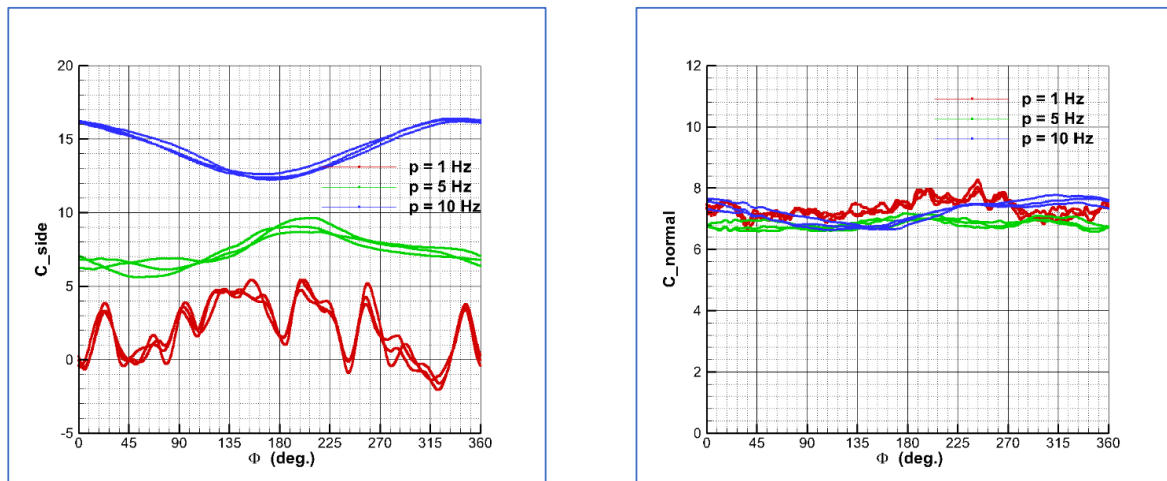 20
15
10
5
0
-5
C_side
p = 1 Hz
p = 5 Hz
p = 10 Hz
0 45 90 135 180 225 270 315 360
Φ (deg.)
12
10
8
6
4
2
0
C_normal
p = 1 Hz
p = 5 Hz
p = 10 Hz
0 45 90 135 180 225 270 315 360
Φ (deg.)